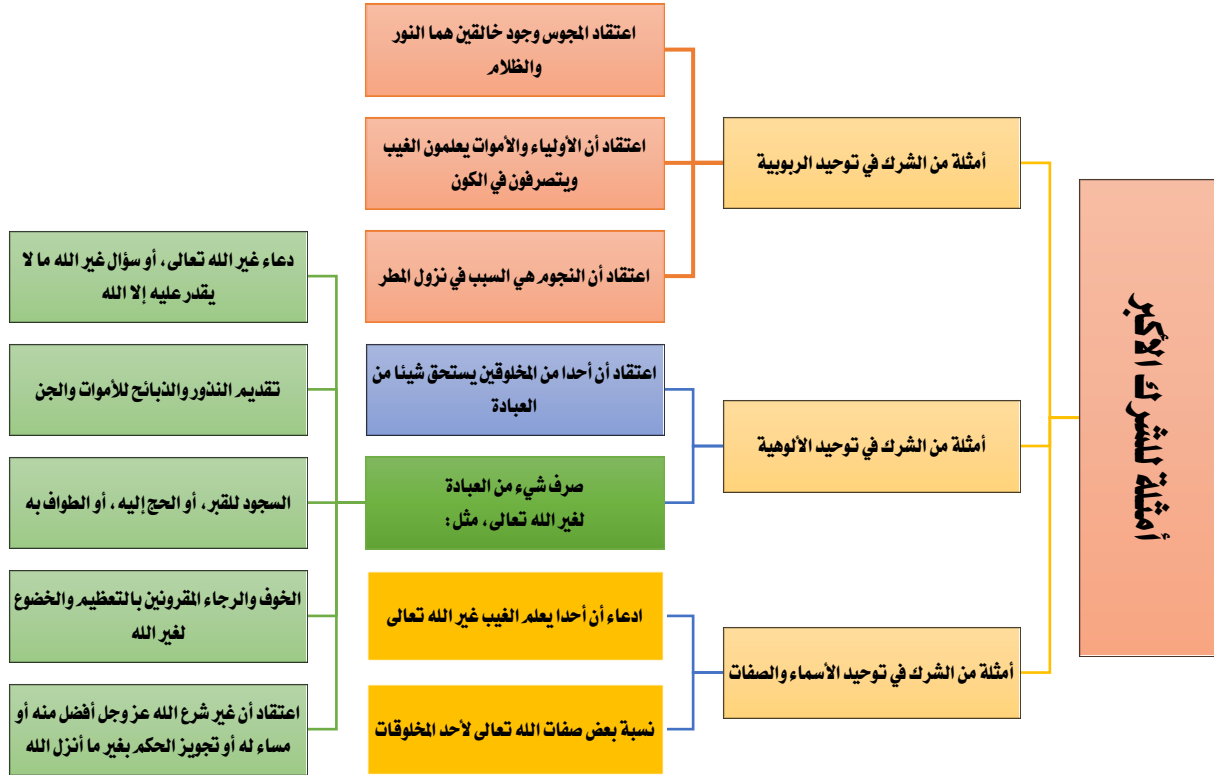 أمثلة للشرك الأكبر
أمثلة من الشرك في توحيد الربوبية
اعتقاد المجوس وجود خالقين هما النور
والظلام
اعتقاد أن الأولياء والأموات يعلمون الغيب
ويتصرفون في الكون
اعتقاد أن النجوم هي السبب في نزول المطر
أمثلة من الشرك في توحيد الألوهية
اعتقاد أن أحدا من المخلوقين يستحق شيئا من
العبادة
صرف شيء من العبادة
لغير الله تعالى، مثل :
دعاء غير الله تعالى، أو سؤال غير الله ما لا
يقدر عليه إلا الله
تقديم النذور والذبائح للأموات والجن
السجود للقبر، أو الحج إليه، أو الطواف به
الخوف والرجاء المقرونين بالتعظيم والخضوع
لغير الله
اعتقاد أن غير شرع الله عز وجل أفضل منه أو
مساء له أو تجويز الحكم بغير ما أنزل الله
أمثلة من الشرك في توحيد الأسماء والصفات
ادعاء أن أحدا يعلم الغيب غير الله تعالى
نسبة بعض صفات الله تعالى لأحد المخلوقات